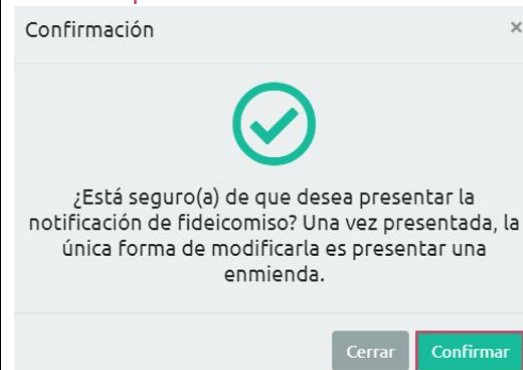 Confirmación
×
¿Está seguro(a) de que desea presentar la
notificación de fideicomiso? Una vez presentada, la
única forma de modificarla es presentar una
enmienda.
Cerrar
Confirmar